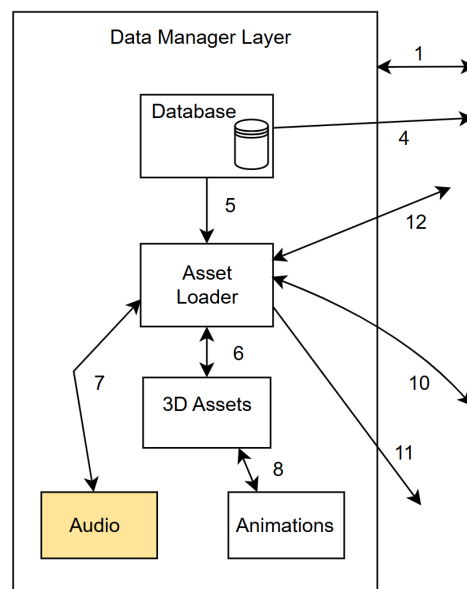 Data Manager Layer
1
Database
4
5
12
Asset
Loader
6
7
10
3D Assets
11
8
Audio
Animations